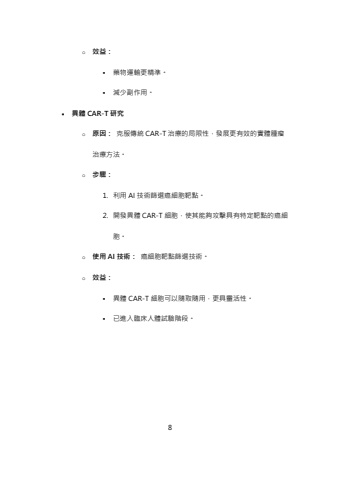 o 效益：
• 藥物運輸更精準。
• 減少副作用。
• 異體 CAR-T 研究
o 原因： 克服傳統 CAR-T 治療的局限性，發展更有效的實體腫瘤
治療方法。
o 步驟：
1. 利用 AI 技術篩選癌細胞靶點。
2. 開發異體 CAR-T 細胞，使其能夠攻擊具有特定靶點的癌細
胞。
o 使用 AI 技術： 癌細胞靶點篩選技術。
o 效益：
• 異體 CAR-T 細胞可以隨取隨用，更具靈活性。
• 已進入臨床人體試驗階段。
8